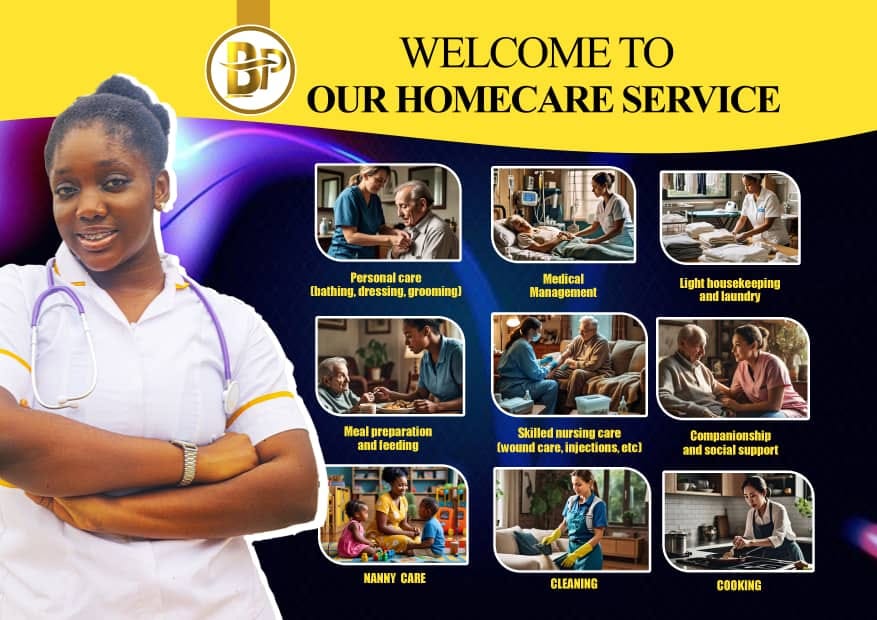 BP
WELCOME TO
OUR HOMECARE SERVICE
Personal care
(bathing, dressing, grooming)
Medical
Management
Light housekeeping
and laundry
Meal preparation
and feeding
Skilled nursing care
(wound care, injections, etc)
Companionship
and social support
NANNY CARE
CLEANING
COOKING